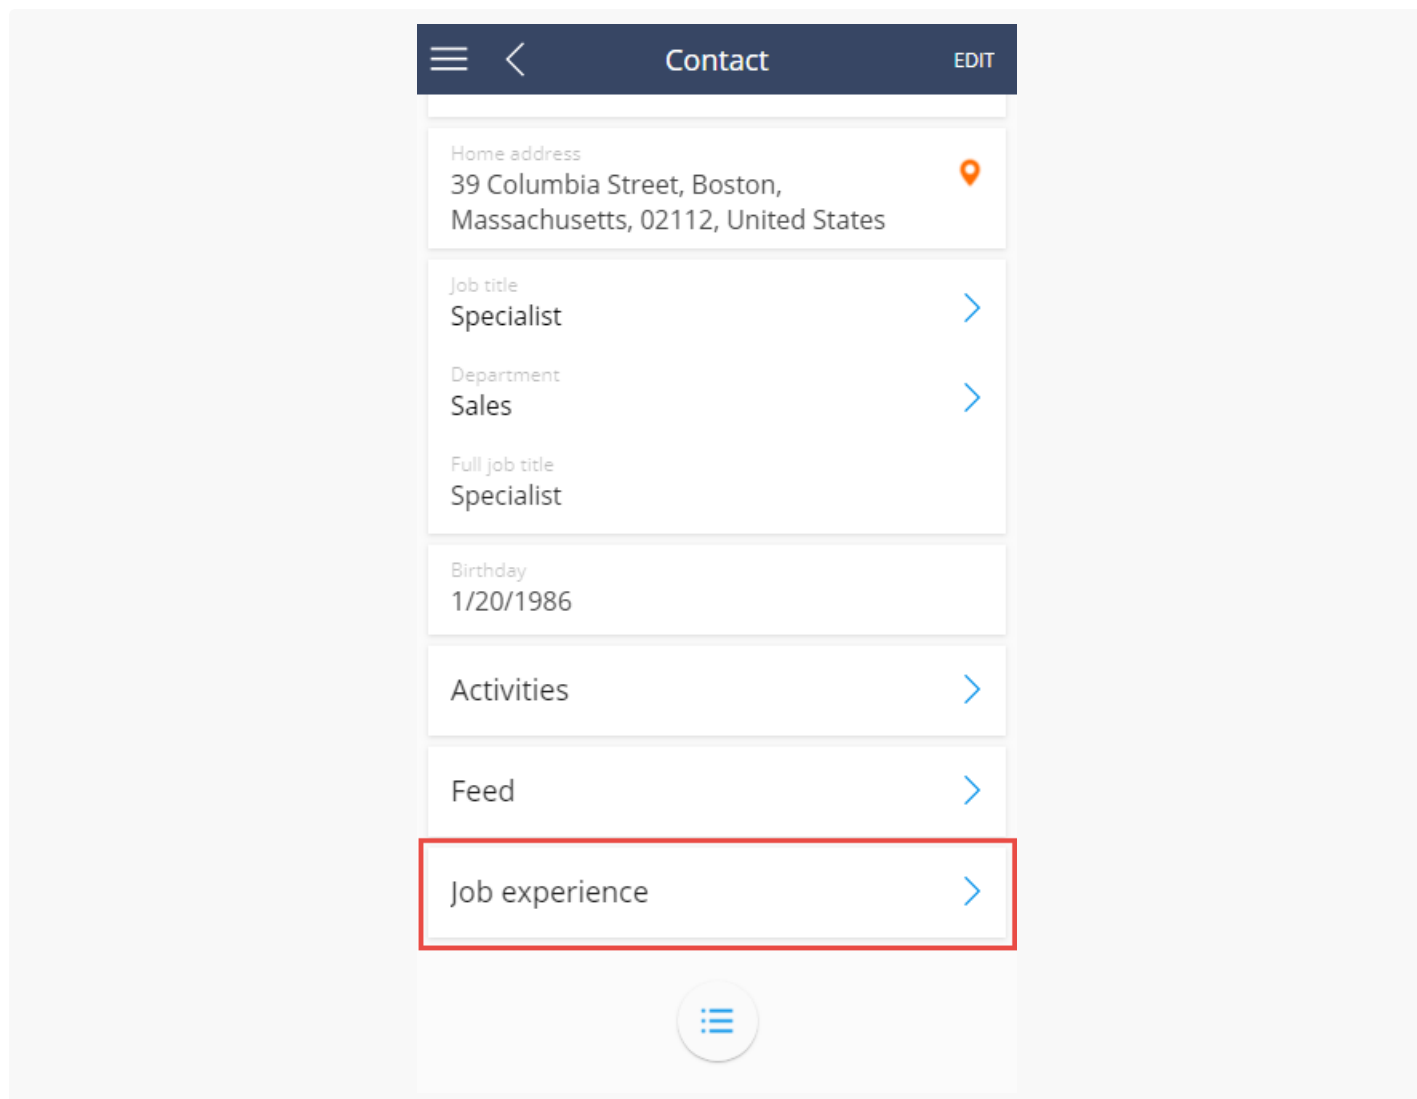 Contact
EDIT
Home address
39 Columbia Street, Boston,
Massachusetts, 02112, United States
Job title
Specialist
Department
Sales
Full job title
Specialist
Birthday
1/20/1986
Activities
Feed
Job experience